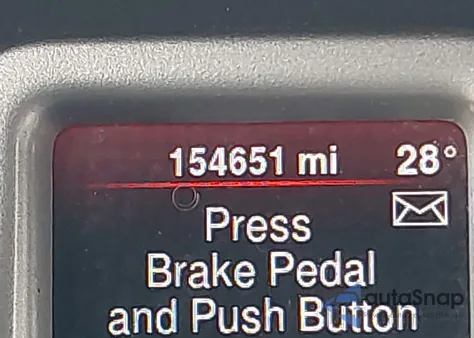 154651 mi 28°
Press
Brake Pedal
and Push Button
autaSnap